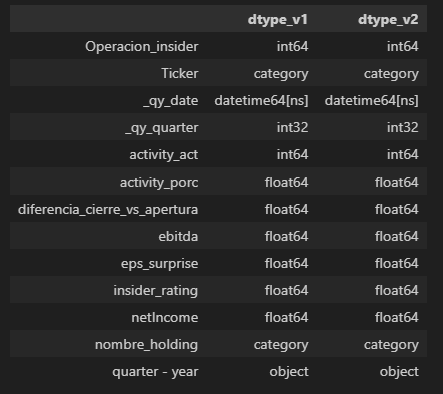 dtype_v1 dtype_v2
Operacion_insider int64 int64
Ticker category category
_qy_date datetime64[ns] datetime64[ns]
_qy_quarter int32 int32
activity_act int64 int64
activity_porc float64 float64
diferencia_cierre_vs_apertura float64 float64
ebitda float64 float64
eps_surprise float64 float64
insider_rating float64 float64
netIncome float64 float64
nombre_holding category category
quarter - year object object